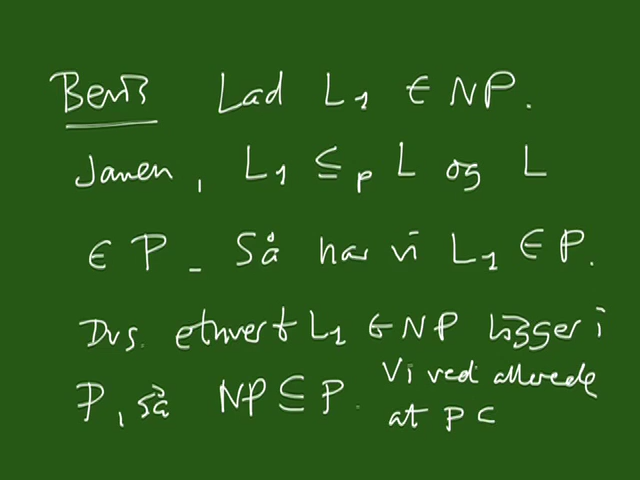 Bevis Lad L₁ ∈ NP.
Jamen, L₁ ≤ₚ L og L
∈ P. Så har vi L₁ ∈ P.
Dvs. ethvert L₁ ∈ NP ligger i
P, så NP ⊆ P. Vi ved allerede
at P ⊂